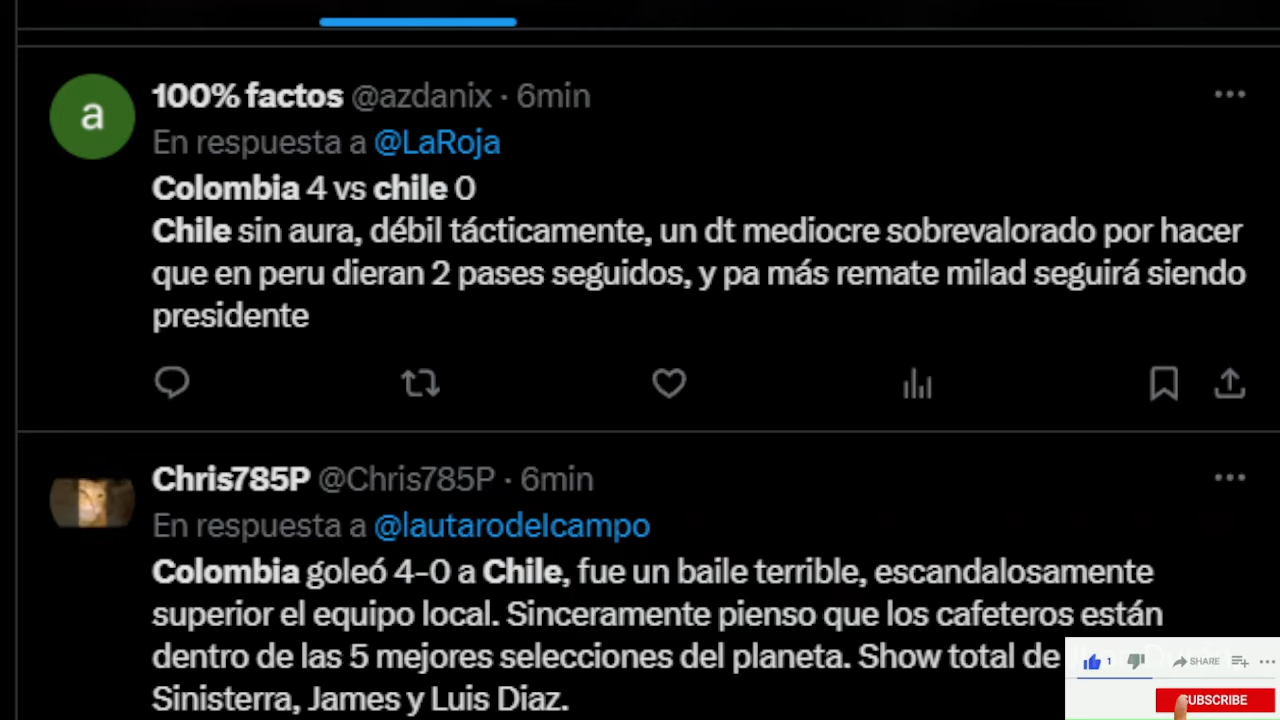 a
100% factos @azdanix · 6min
En respuesta a @LaRoja
Colombia 4 vs chile 0
Chile sin aura, débil tácticamente, un dt mediocre sobrevalorado por hacer
que en peru dieran 2 pases seguidos, y pa más remate milad seguirá siendo
presidente
Chris785P @Chris785P · 6min
En respuesta a @lautarodelcampo
Colombia goleó 4-0 a Chile, fue un baile terrible, escandalosamente
superior el equipo local. Sinceramente pienso que los cafeteros están
dentro de las 5 mejores selecciones del planeta. Show total de
Sinisterra, James y Luis Diaz.
1 SHARE
SUBSCRIBE